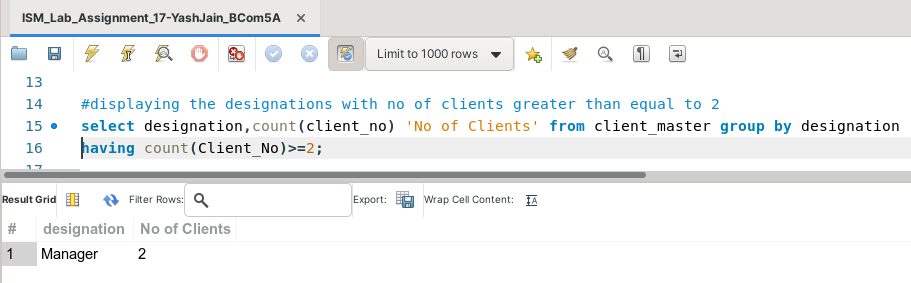 ISM_Lab_Assignment_17-YashJain_BCom5A ×
Limit to 1000 rows
13
14 #displaying the designations with no of clients greater than equal to 2
15 select designation,count(client_no) 'No of Clients' from client_master group by designation
16 having count(Client_No)>=2;
17
Result Grid Filter Rows: Export: Wrap Cell Content: IA
# designation No of Clients
1 Manager 2